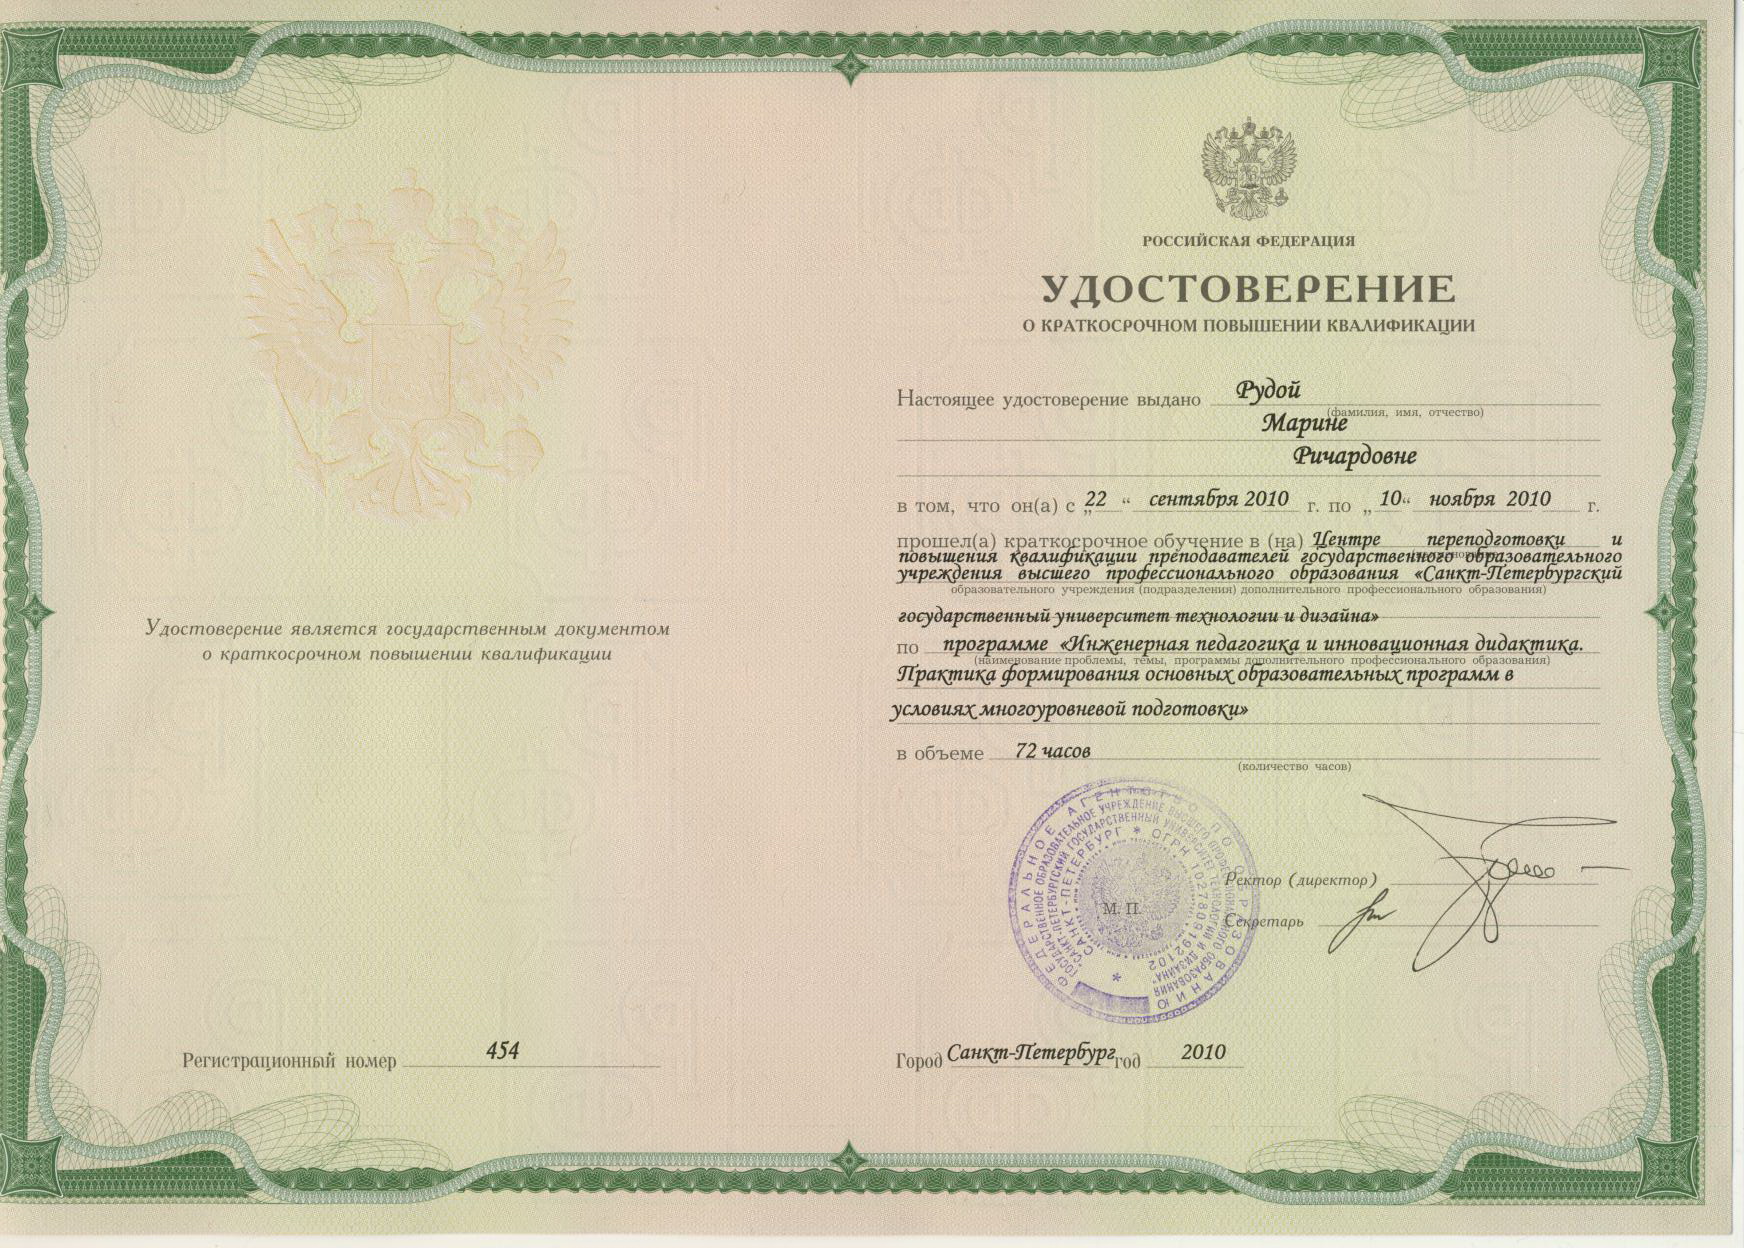 Удостоверение является государственным документом
о краткосрочном повышении квалификации
Регистрационный номер 454
РОССИЙСКАЯ ФЕДЕРАЦИЯ
УДОСТОВЕРЕНИЕ
О КРАТКОСРОЧНОМ ПОВЫШЕНИИ КВАЛИФИКАЦИИ
Настоящее удостоверение выдано Рудой
(фамилия, имя, отчество)
Марине
Ричардовне
в том, что он(а) с „22“ сентября 2010 г. по „10“ ноября 2010 г.
прошел(а) краткосрочное обучение в (на) Центре переподготовки и
повышения квалификации преподавателей государственного образовательного
учреждения высшего профессионального образования «Санкт-Петербургский
образовательного учреждения (подразделения) дополнительного профессионального образования)
государственный университет технологии и дизайна»
по программе «Инженерная педагогика и инновационная дидактика.
(наименование проблемы, темы, программы дополнительного профессионального образования)
Практика формирования основных образовательных программ в
условиях многоуровневой подготовки»
в объеме 72 часов
(количество часов)
ФЕДЕРАЛЬНОЕ АГЕНТСТВО ПО ОБРАЗОВАНИЮ
ГОСУДАРСТВЕННОЕ ОБРАЗОВАТЕЛЬНОЕ УЧРЕЖДЕНИЕ ВЫСШЕГО ПРОФЕССИОНАЛЬНОГО ОБРАЗОВАНИЯ
"САНКТ-ПЕТЕРБУРГСКИЙ ГОСУДАРСТВЕННЫЙ УНИВЕРСИТЕТ ТЕХНОЛОГИИ И ДИЗАЙНА"
* САНКТ-ПЕТЕРБУРГ * ОГРН 1027809192102
М. П.
Ректор (директор)
Секретарь
Город Санкт-Петербург год 2010